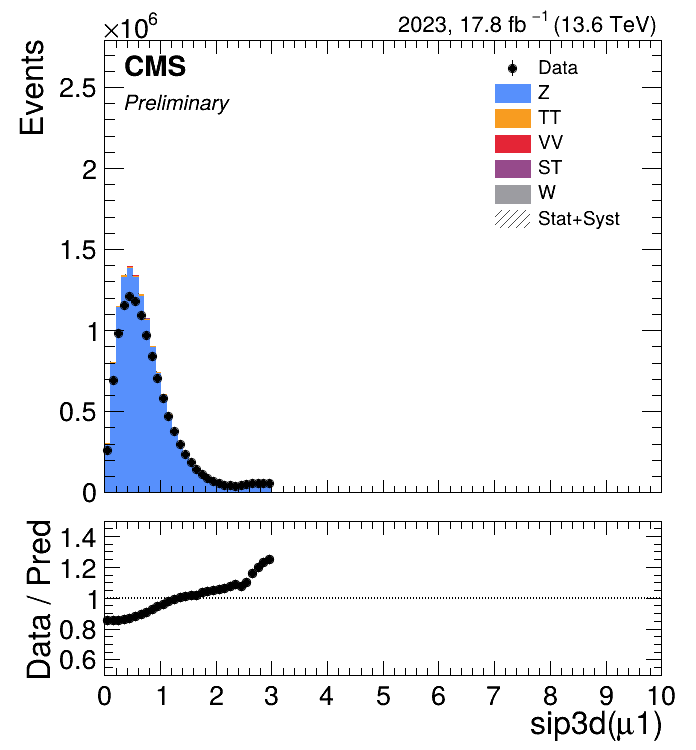 ×10⁶
2023, 17.8 fb⁻¹ (13.6 TeV)
CMS
Preliminary
Events
Data
Z
TT
VV
ST
W
Stat+Syst
2.5
2
1.5
1
0.5
0
Data / Pred
1.4
1.2
1
0.8
0.6
0 1 2 3 4 5 6 7 8 9 10
sip3d(μ1)